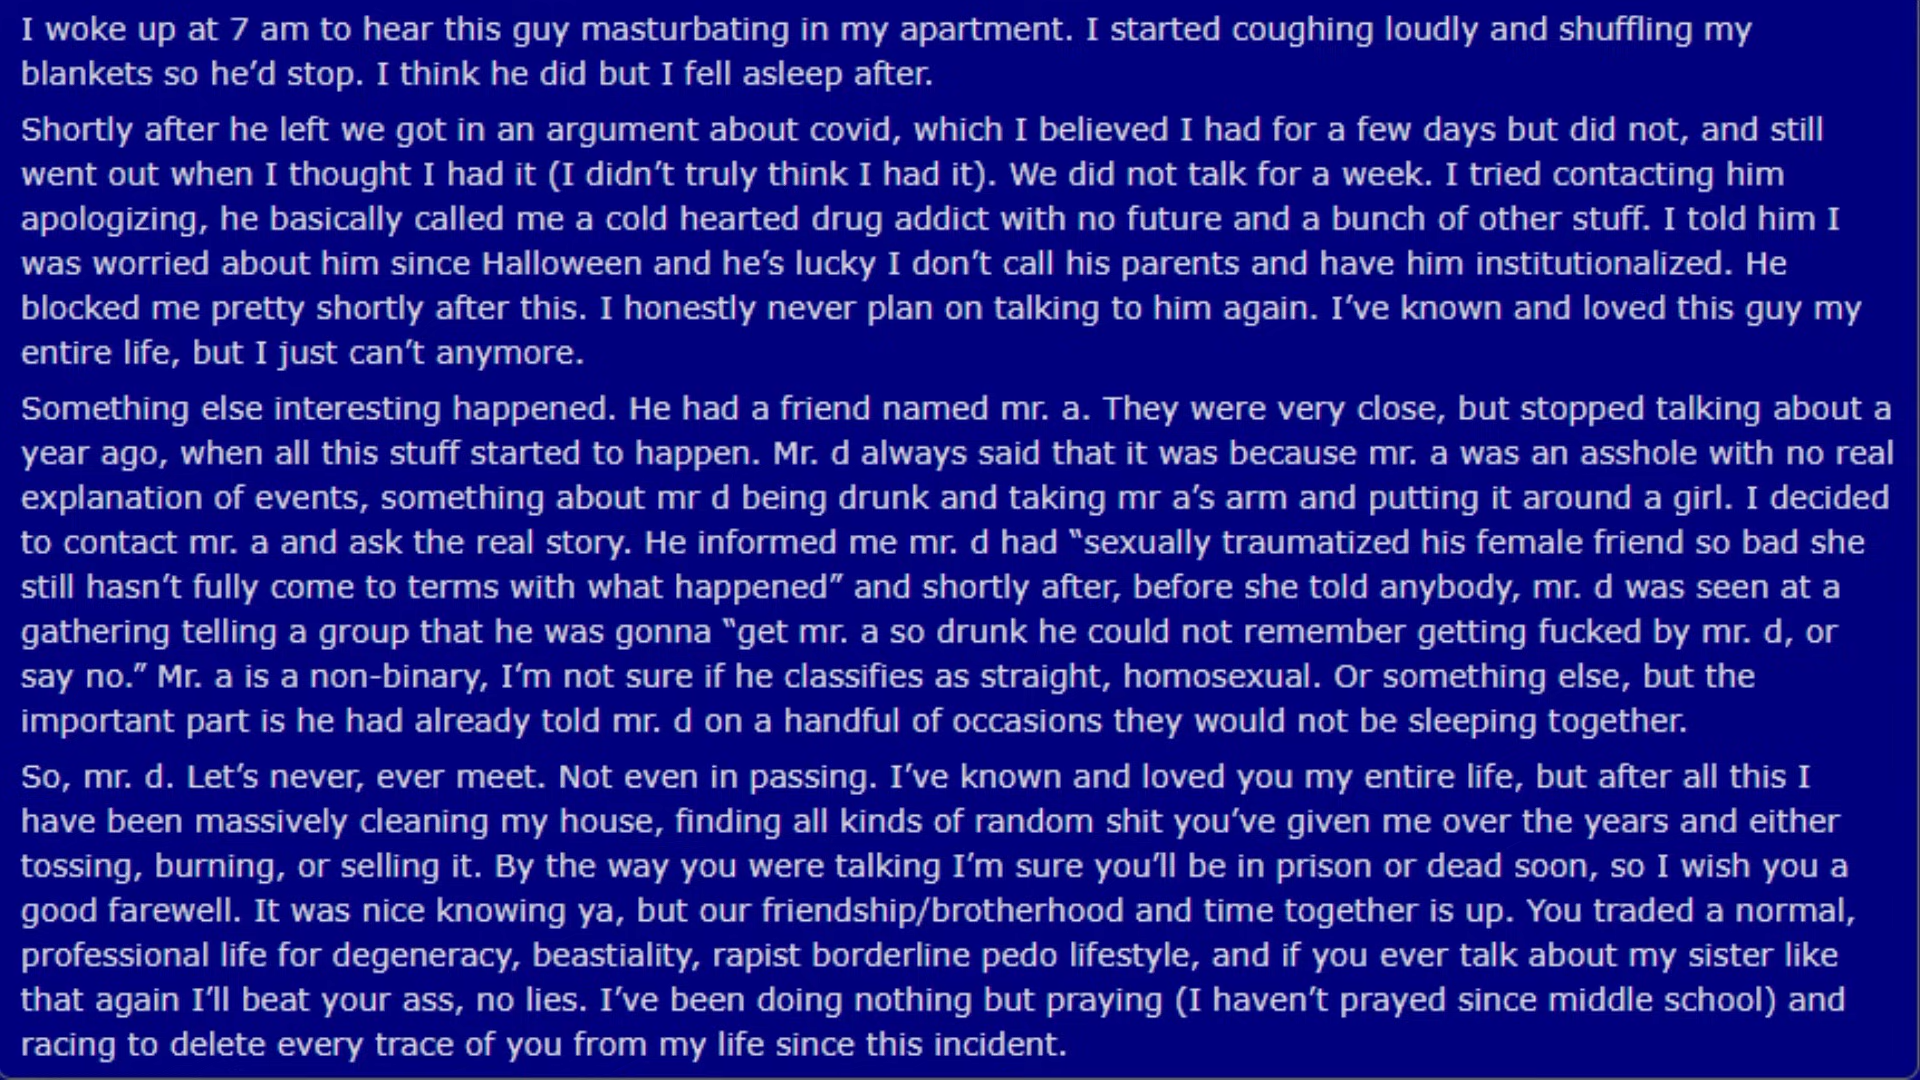 I woke up at 7 am to hear this guy masturbating in my apartment. I started coughing loudly and shuffling my
blankets so he’d stop. I think he did but I fell asleep after.
Shortly after he left we got in an argument about covid, which I believed I had for a few days but did not, and still
went out when I thought I had it (I didn’t truly think I had it). We did not talk for a week. I tried contacting him
apologizing, he basically called me a cold hearted drug addict with no future and a bunch of other stuff. I told him I
was worried about him since Halloween and he’s lucky I don’t call his parents and have him institutionalized. He
blocked me pretty shortly after this. I honestly never plan on talking to him again. I’ve known and loved this guy my
entire life, but I just can’t anymore.
Something else interesting happened. He had a friend named mr. a. They were very close, but stopped talking about a
year ago, when all this stuff started to happen. Mr. d always said that it was because mr. a was an asshole with no real
explanation of events, something about mr d being drunk and taking mr a’s arm and putting it around a girl. I decided
to contact mr. a and ask the real story. He informed me mr. d had “sexually traumatized his female friend so bad she
still hasn’t fully come to terms with what happened” and shortly after, before she told anybody, mr. d was seen at a
gathering telling a group that he was gonna “get mr. a so drunk he could not remember getting fucked by mr. d, or
say no.” Mr. a is a non-binary, I’m not sure if he classifies as straight, homosexual. Or something else, but the
important part is he had already told mr. d on a handful of occasions they would not be sleeping together.
So, mr. d. Let’s never, ever meet. Not even in passing. I’ve known and loved you my entire life, but after all this I
have been massively cleaning my house, finding all kinds of random shit you’ve given me over the years and either
tossing, burning, or selling it. By the way you were talking I’m sure you’ll be in prison or dead soon, so I wish you a
good farewell. It was nice knowing ya, but our friendship/brotherhood and time together is up. You traded a normal,
professional life for degeneracy, beastiality, rapist borderline pedo lifestyle, and if you ever talk about my sister like
that again I’ll beat your ass, no lies. I’ve been doing nothing but praying (I haven’t prayed since middle school) and
racing to delete every trace of you from my life since this incident.